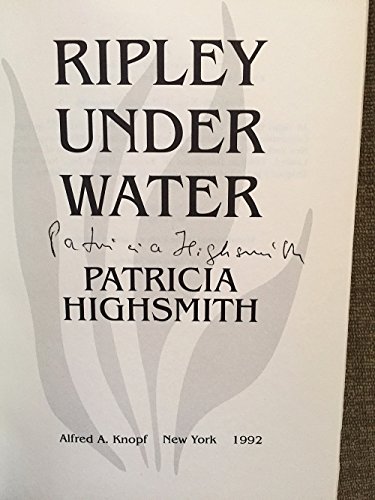 RIPLEY
UNDER
WATER
Patricia Highsmith
PATRICIA
HIGHSMITH
Alfred A. Knopf New York 1992